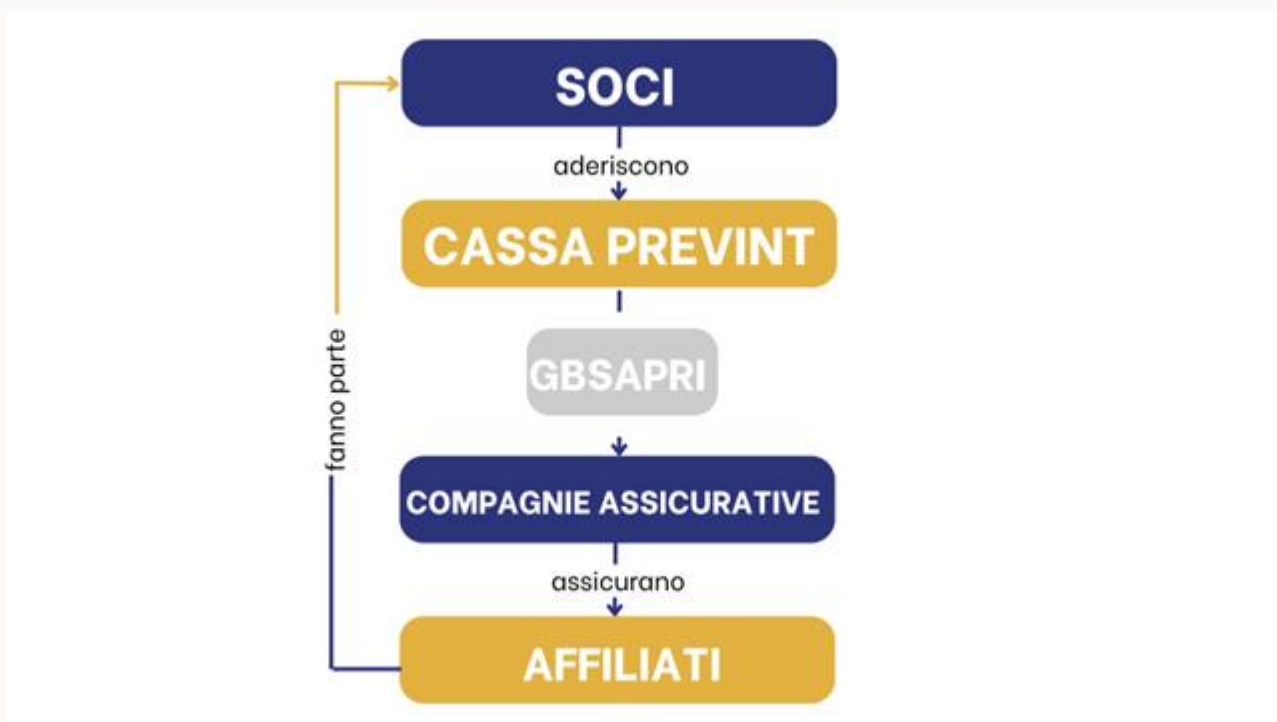 SOCI
aderiscono
CASSA PREVINT
GBSAPRI
fanno parte
COMPAGNIE ASSICURATIVE
assicurano
AFFILIATI